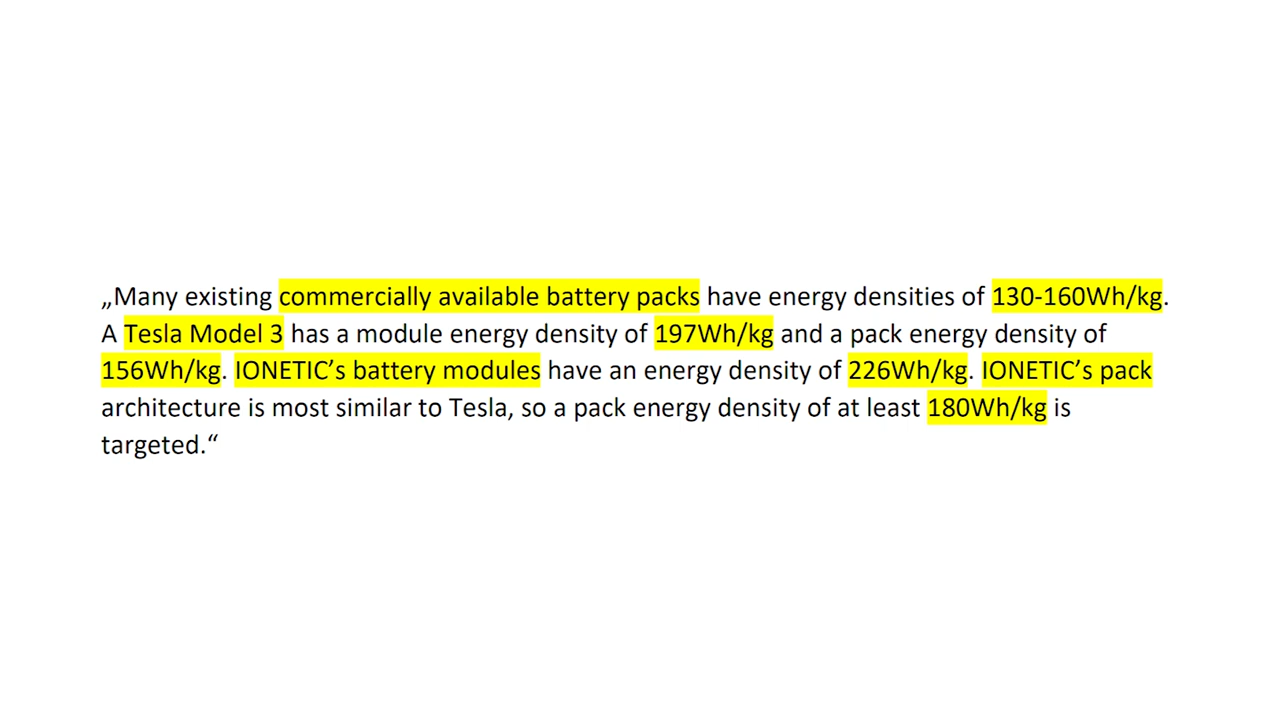 „Many existing commercially available battery packs have energy densities of 130-160Wh/kg.
A Tesla Model 3 has a module energy density of 197Wh/kg and a pack energy density of
156Wh/kg. IONETIC’s battery modules have an energy density of 226Wh/kg. IONETIC’s pack
architecture is most similar to Tesla, so a pack energy density of at least 180Wh/kg is
targeted.“